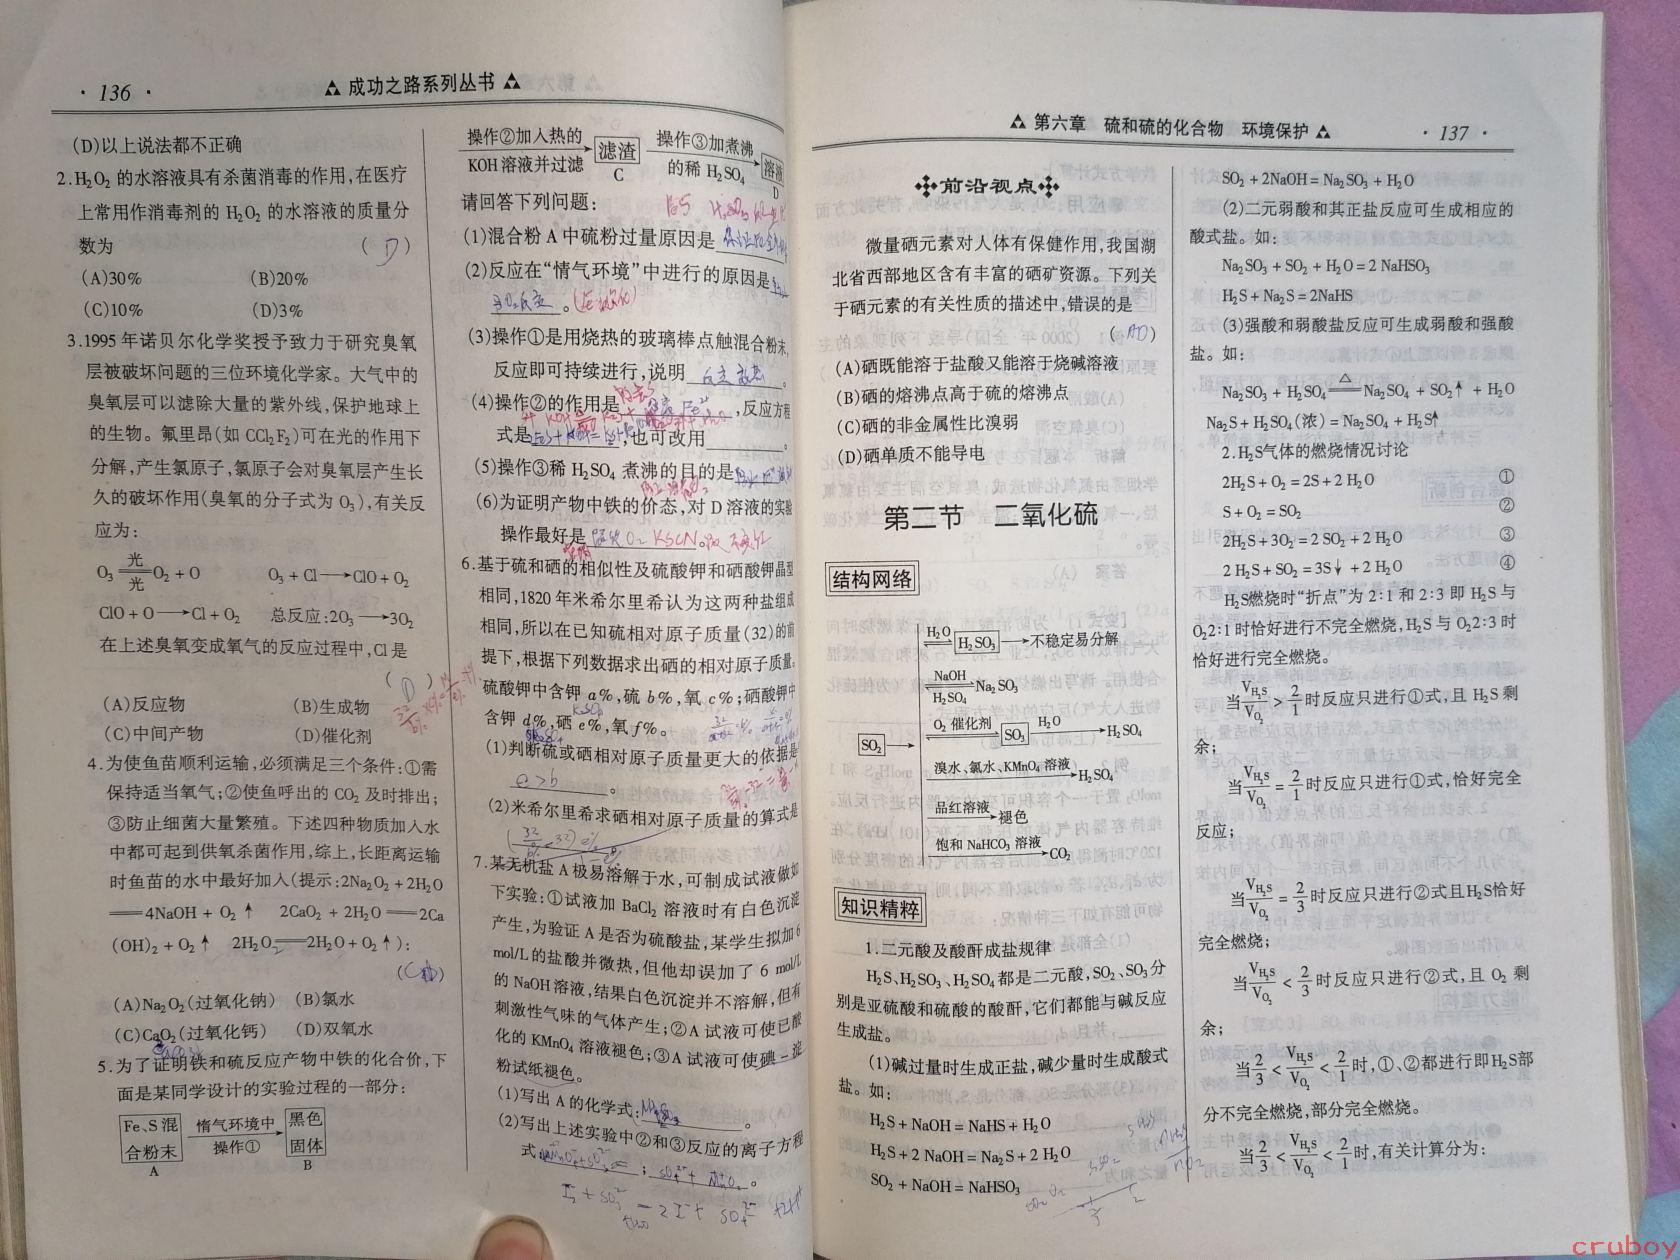 · 136 ·
成功之路系列丛书
(D)以上说法都不正确
2.H₂O₂ 的水溶液具有杀菌消毒的作用,在医疗
上常用作消毒剂的 H₂O₂ 的水溶液的质量分
数为 ( D )
(A)30% (B)20%
(C)10% (D)3%
3.1995 年诺贝尔化学奖授予致力于研究臭氧
层被破坏问题的三位环境化学家。大气中的
臭氧层可以滤除大量的紫外线,保护地球上
的生物。氟里昂(如 CCl₂F₂)可在光的作用下
分解,产生氯原子,氯原子会对臭氧层产生长
久的破坏作用(臭氧的分子式为 O₃),有关反
应为:
O₃ 光 光 O₂ + O O₃ + Cl → ClO + O₂
ClO + O → Cl + O₂ 总反应:2O₃ → 3O₂
在上述臭氧变成氧气的反应过程中,Cl 是
( D )
(A)反应物 (B)生成物
(C)中间产物 (D)催化剂
4.为使鱼苗顺利运输,必须满足三个条件:①需
保持适当氧气;②使鱼呼出的 CO₂ 及时排出;
③防止细菌大量繁殖。下述四种物质加入水
中都可起到供氧杀菌作用,综上,长距离运输
时鱼苗的水中最好加入(提示:2Na₂O₂ + 2H₂O
══4NaOH + O₂↑ 2CaO₂ + 2H₂O══2Ca
(OH)₂ + O₂↑ 2H₂O₂══2H₂O + O₂↑):
(C )
(A)Na₂O₂(过氧化钠) (B)氯水
(C)CaO₂(过氧化钙) (D)双氧水
5.为了证明铁和硫反应产物中铁的化合价,下
面是某同学设计的实验过程的一部分:
Fe、S 混合粉末 A 惰气环境中 操作① → 黑色固体 B
操作②加入热的 KOH 溶液并过滤 → 滤渣 C 操作③加煮沸的稀 H₂SO₄ → 溶液 D
请回答下列问题:
(1)混合粉 A 中硫粉过量原因是
(2)反应在“情气环境”中进行的原因是
。
(3)操作①是用烧热的玻璃棒点触混合粉末,
反应即可持续进行,说明 反应放热 。
(4)操作②的作用是 ,反应方程
式是 ,也可改用 。
(5)操作③稀 H₂SO₄ 煮沸的目的是
(6)为证明产物中铁的价态,对 D 溶液的实验
操作最好是 KSCN 。
6.基于硫和硒的相似性及硫酸钾和硒酸钾晶型
相同,1820 年米希尔里希认为这两种盐组成
相同,所以在已知硫相对原子质量(32)的前
提下,根据下列数据求出硒的相对原子质量。
硫酸钾中含钾 a%,硫 b%,氧 c%;硒酸钾中
含钾 d%,硒 e%,氧 f%。
(1)判断硫或硒相对原子质量更大的依据是
e>b 。
(2)米希尔里希求硒相对原子质量的算式是
7.某无机盐 A 极易溶解于水,可制成试液做如
下实验:①试液加 BaCl₂ 溶液时有白色沉淀
产生,为验证 A 是否为硫酸盐,某学生拟加 6
mol/L 的盐酸并微热,但他却误加了 6 mol/L
的 NaOH 溶液,结果白色沉淀并不溶解,但有
刺激性气味的气体产生;②A 试液可使已酸
化的 KMnO₄ 溶液褪色;③A 试液可使碘－淀
粉试纸褪色。
(1)写出 A 的化学式: 。
(2)写出上述实验中②和③反应的离子方程
式 ; 。
第六章 硫和硫的化合物 环境保护
· 137 ·
前沿视点
微量硒元素对人体有保健作用,我国湖
北省西部地区含有丰富的硒矿资源。下列关
于硒元素的有关性质的描述中,错误的是
( AD )
(A)硒既能溶于盐酸又能溶于烧碱溶液
(B)硒的熔沸点高于硫的熔沸点
(C)硒的非金属性比溴弱
(D)硒单质不能导电
第二节 二氧化硫
结构网络
SO₂ →
H₂O ⇌ H₂SO₃ → 不稳定易分解
NaOH ⇌ H₂SO₄ Na₂SO₃
O₂ 催化剂 ⇌ SO₃ H₂O → H₂SO₄
溴水、氯水、KMnO₄ 溶液 → H₂SO₄
品红溶液 → 褪色
饱和 NaHCO₃ 溶液 → CO₂
知识精粹
1.二元酸及酸酐成盐规律
H₂S、H₂SO₃、H₂SO₄ 都是二元酸,SO₂、SO₃ 分
别是亚硫酸和硫酸的酸酐,它们都能与碱反应
生成盐。
(1)碱过量时生成正盐,碱少量时生成酸式
盐。如:
H₂S + NaOH = NaHS + H₂O
H₂S + 2 NaOH = Na₂S + 2 H₂O
SO₂ + NaOH = NaHSO₃
SO₂ + 2NaOH = Na₂SO₃ + H₂O
(2)二元弱酸和其正盐反应可生成相应的
酸式盐。如:
Na₂SO₃ + SO₂ + H₂O = 2 NaHSO₃
H₂S + Na₂S = 2NaHS
(3)强酸和弱酸盐反应可生成弱酸和强酸
盐。如:
Na₂SO₃ + H₂SO₄ ══△ Na₂SO₄ + SO₂↑ + H₂O
Na₂S + H₂SO₄(浓) = Na₂SO₄ + H₂S↑
2.H₂S气体的燃烧情况讨论
2H₂S + O₂ = 2S + 2 H₂O ①
S + O₂ = SO₂ ②
2H₂S + 3O₂ = 2 SO₂ + 2 H₂O ③
2 H₂S + SO₂ = 3S↓ + 2 H₂O ④
H₂S燃烧时“折点”为 2:1 和 2:3 即 H₂S 与
O₂2:1 时恰好进行不完全燃烧,H₂S 与 O₂2:3 时
恰好进行完全燃烧。
当 V_H₂S/V_O₂ > 2/1 时反应只进行①式,且 H₂S 剩
余;
当 V_H₂S/V_O₂ = 2/1 时反应只进行①式,恰好完全
反应;
当 V_H₂S/V_O₂ = 2/3 时反应只进行②式且H₂S恰好
完全燃烧;
当 V_H₂S/V_O₂ < 2/3 时反应只进行②式,且 O₂ 剩
余;
当 2/3 < V_H₂S/V_O₂ < 2/1 时,①、②都进行即H₂S部
分不完全燃烧,部分完全燃烧。
当 2/3 < V_H₂S/V_O₂ < 2/1 时,有关计算分为:
cruboy